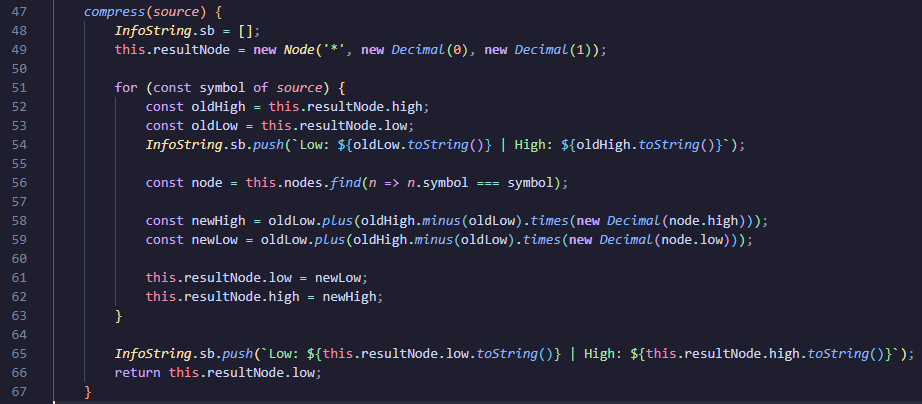 47 compress(source) {
48 InfoString.sb = [];
49 this.resultNode = new Node('*', new Decimal(0), new Decimal(1));
50
51 for (const symbol of source) {
52 const oldHigh = this.resultNode.high;
53 const oldLow = this.resultNode.low;
54 InfoString.sb.push(`Low: ${oldLow.toString()} | High: ${oldHigh.toString()}`);
55
56 const node = this.nodes.find(n => n.symbol === symbol);
57
58 const newHigh = oldLow.plus(oldHigh.minus(oldLow).times(new Decimal(node.high)));
59 const newLow = oldLow.plus(oldHigh.minus(oldLow).times(new Decimal(node.low)));
60
61 this.resultNode.low = newLow;
62 this.resultNode.high = newHigh;
63 }
64
65 InfoString.sb.push(`Low: ${this.resultNode.low.toString()} | High: ${this.resultNode.high.toString()}`);
66 return this.resultNode.low;
67 }